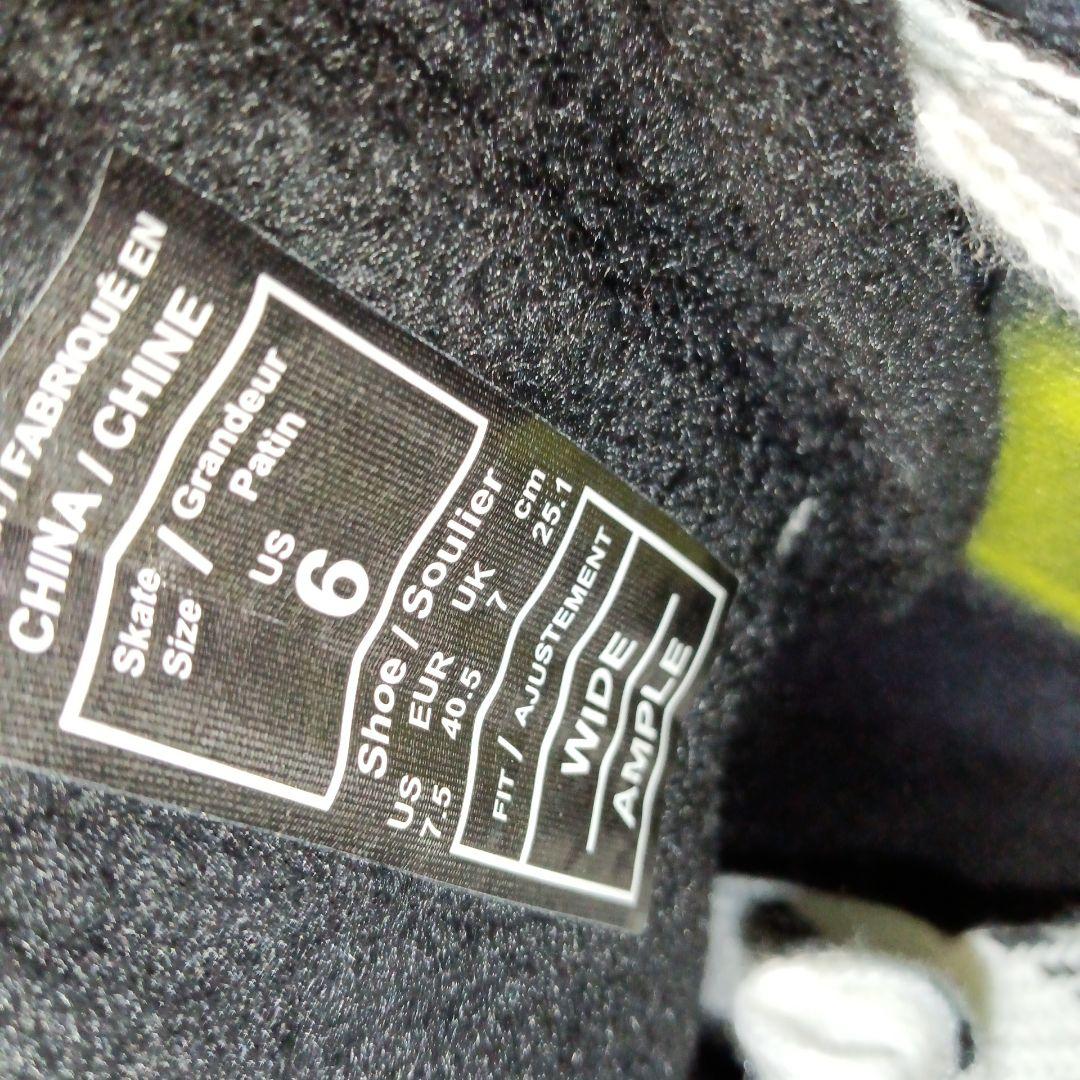 / FABRIQUÉ EN
CHINA / CHINE
Skate / Grandeur
Size / Patin
US
6
Shoe / Soulier
US EUR UK cm
7.5 40.5 7 25.1
FIT / AJUSTEMENT
WIDE
AMPLE